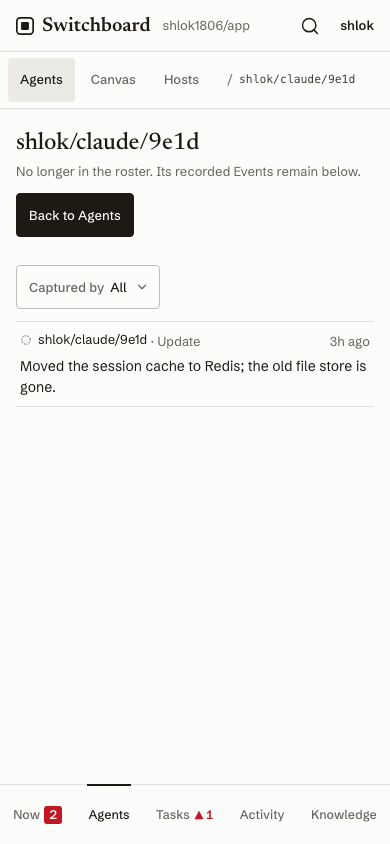 Switchboard shlok1806/app shlok
Agents Canvas Hosts / shlok/claude/9e1d
shlok/claude/9e1d
No longer in the roster. Its recorded Events remain below.
Back to Agents
Captured by All
shlok/claude/9e1d · Update 3h ago
Moved the session cache to Redis; the old file store is
gone.
Now 2 Agents Tasks ▲1 Activity Knowledge